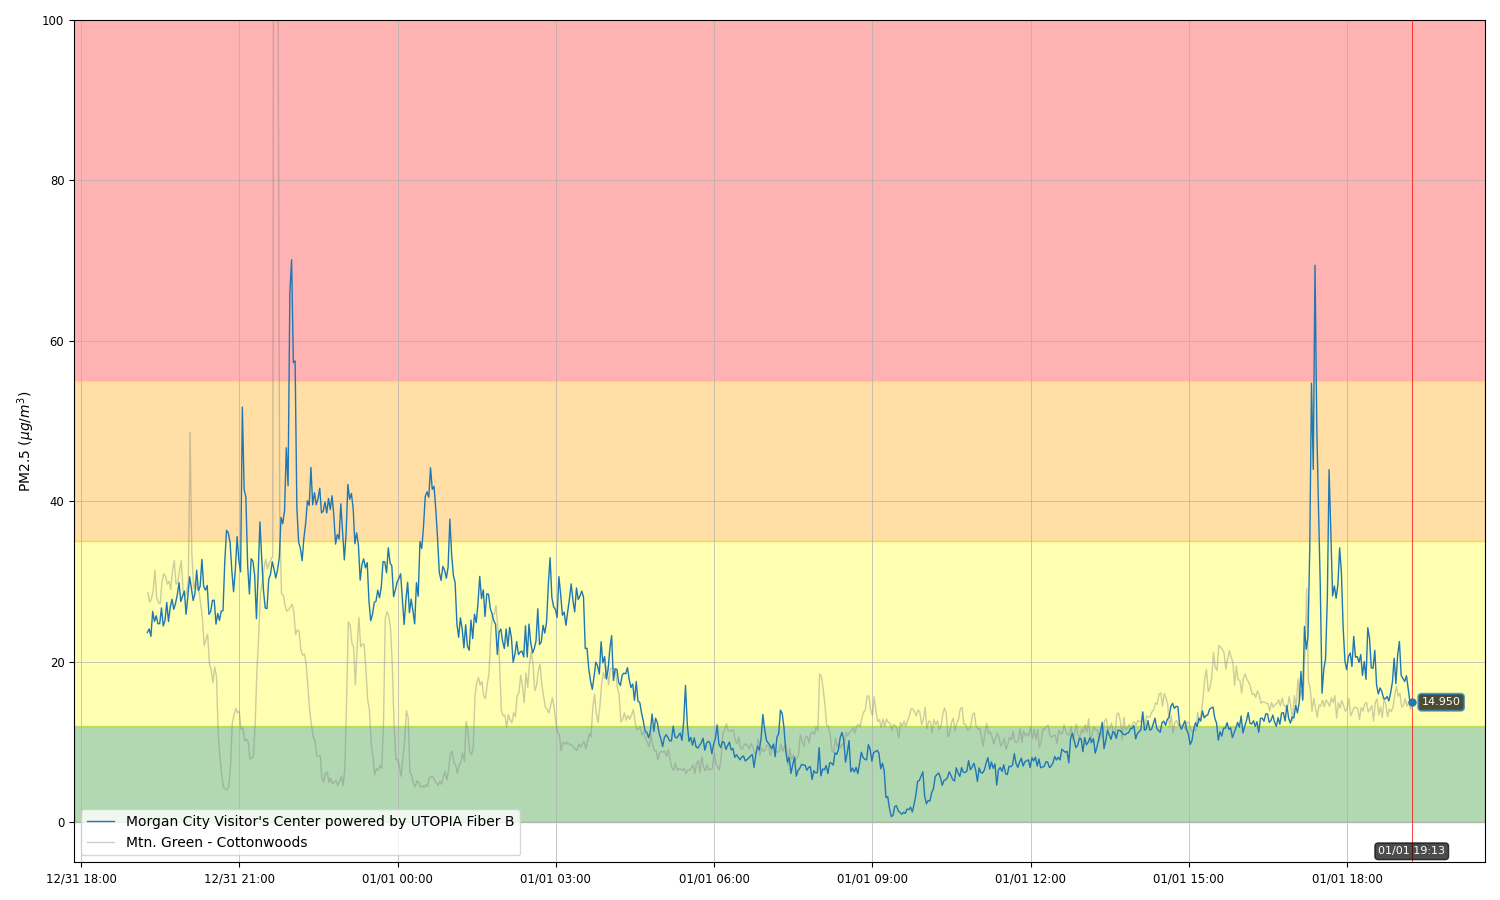 100
80
60
40
20
0
PM2.5 (μg/m³)
14.950
Morgan City Visitor's Center powered by UTOPIA Fiber B
Mtn. Green - Cottonwoods
01/01 19:13
12/31 18:00 12/31 21:00 01/01 00:00 01/01 03:00 01/01 06:00 01/01 09:00 01/01 12:00 01/01 15:00 01/01 18:00